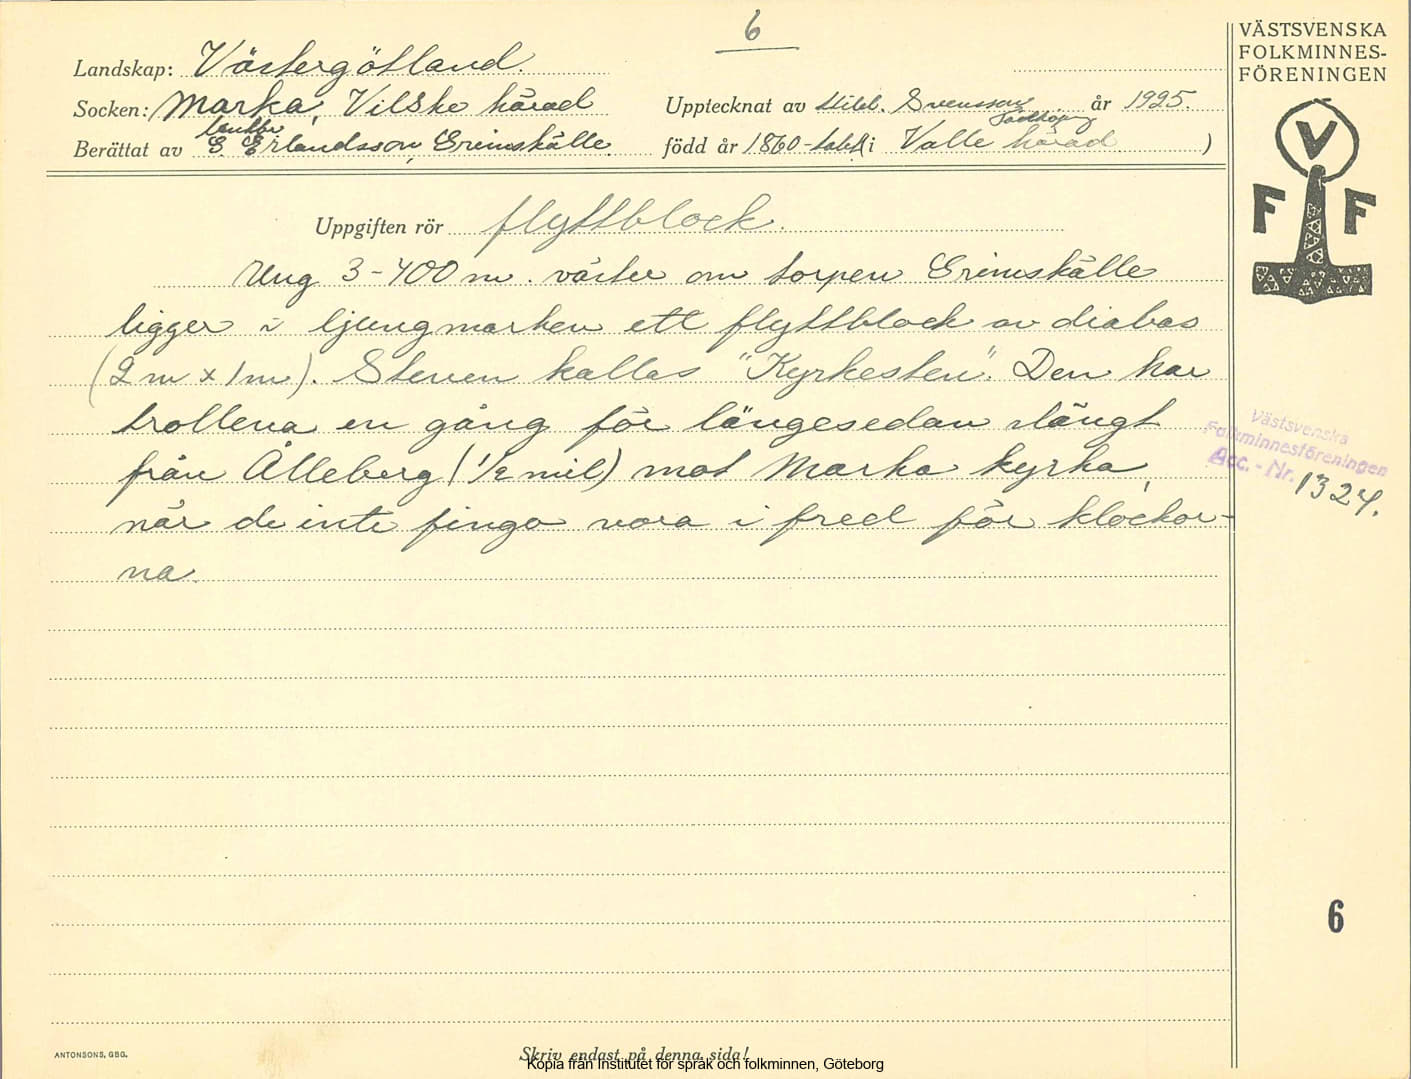 6
VÄSTSVENSKA
FOLKMINNES-
FÖRENINGEN
V
F F
Landskap: Västergötland.
Socken: Marka, Vilske härad
Upptecknat av Hild. Svensson år 1925.
lantbr
Falköping
Berättat av G. Erlandsson, Grimskälle.
född år 1860-talet i Valle härad )
Uppgiften rör flyttblock.
Ung 3-400 m. väster om torpen Grimskälle
ligger i ljungmarken ett flyttblock av diabas
(2 m x 1 m). Stenen kallas "Kyrkesten". Den har
trollena en gång för längesedan slängt
från Ålleberg (1/2 mil) mot Marka kyrka,
när de inte fingo vara i fred för klockor-
na.
Västsvenska
Folkminnesföreningen
Acc.-Nr. 1324.
6
ANTONSONS, GBG.
Skriv endast på denna sida!
Kopia från Institutet för språk och folkminnen, Göteborg